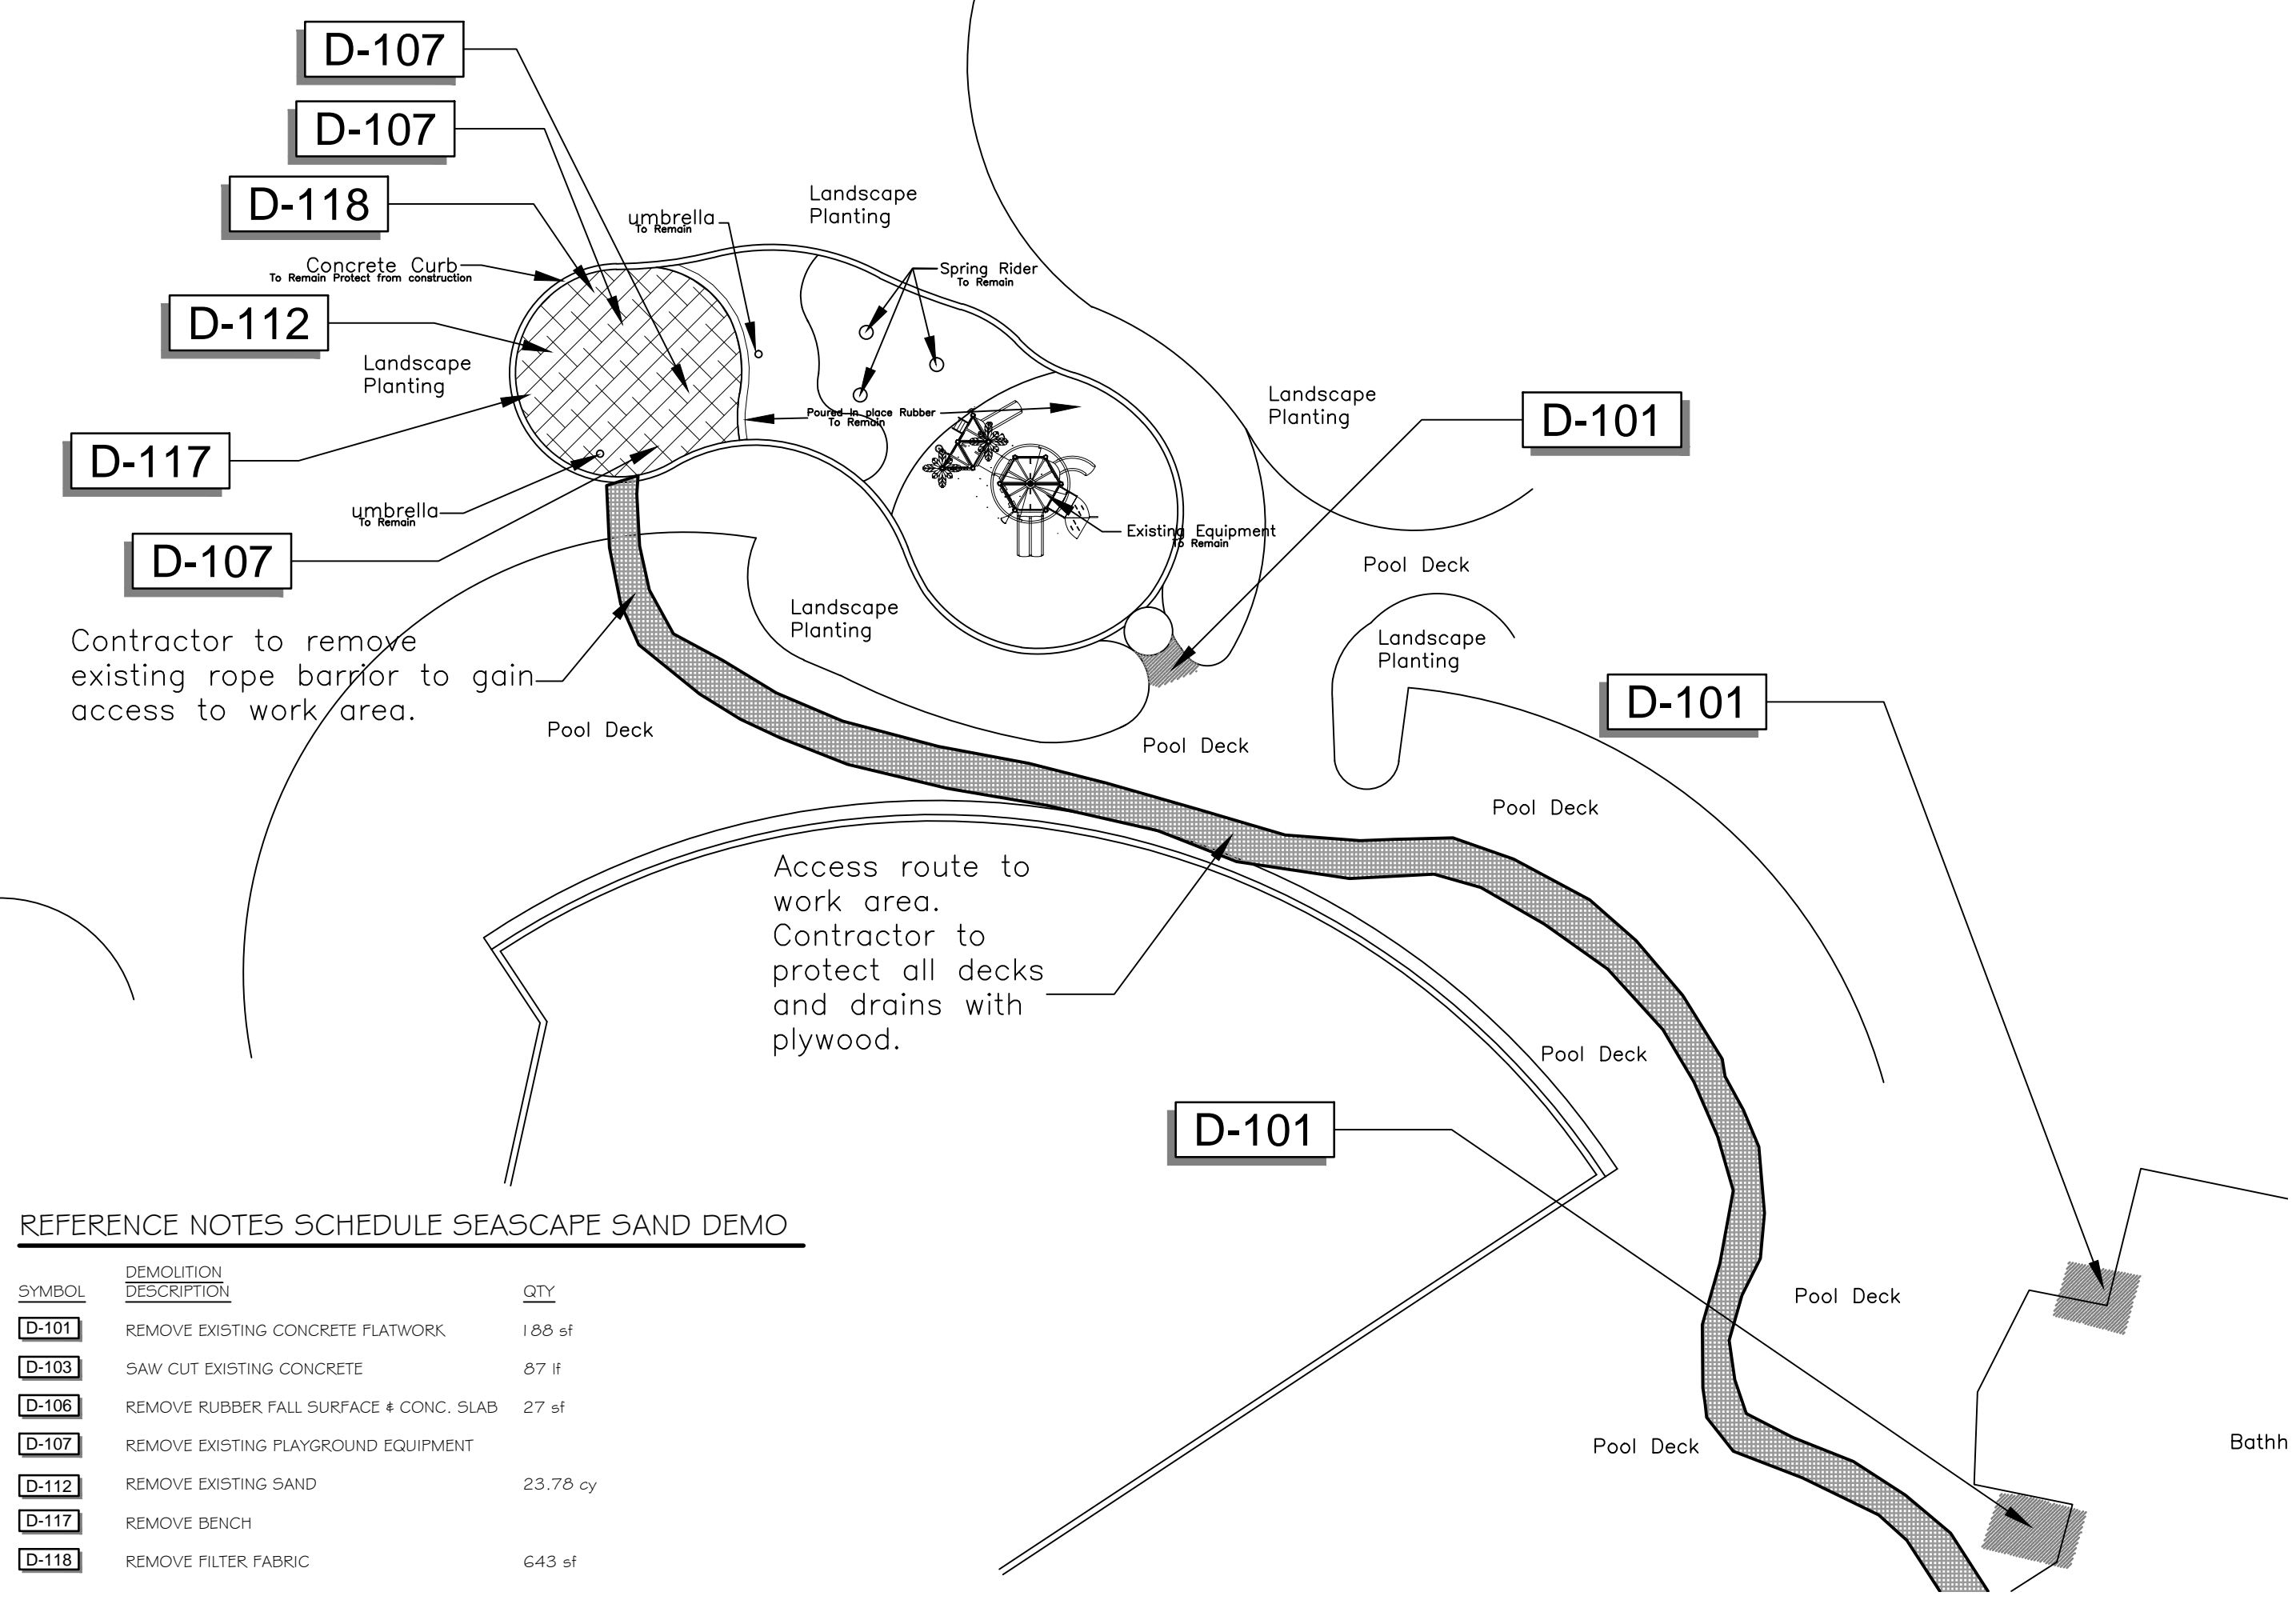 D-107
D-107
D-118
umbrella
To Remain
Landscape
Planting
Concrete Curb
To Remain Protect from construction
Spring Rider
To Remain
D-112
Landscape
Planting
Poured In place Rubber
To Remain
Landscape
Planting
D-101
D-117
umbrella
To Remain
Existing Equipment
To Remain
D-107
Pool Deck
Landscape
Planting
Landscape
Planting
Contractor to remove
existing rope barrier to gain
access to work area.
D-101
Pool Deck
Pool Deck
Pool Deck
Access route to
work area.
Contractor to
protect all decks
and drains with
plywood.
Pool Deck
D-101
Pool Deck
Pool Deck
Bathh
REFERENCE NOTES SCHEDULE SEASCAPE SAND DEMO
SYMBOL DEMOLITION DESCRIPTION QTY
D-101 REMOVE EXISTING CONCRETE FLATWORK 188 sf
D-103 SAW CUT EXISTING CONCRETE 87 lf
D-106 REMOVE RUBBER FALL SURFACE & CONC. SLAB 27 sf
D-107 REMOVE EXISTING PLAYGROUND EQUIPMENT
D-112 REMOVE EXISTING SAND 23.78 cy
D-117 REMOVE BENCH
D-118 REMOVE FILTER FABRIC 643 sf